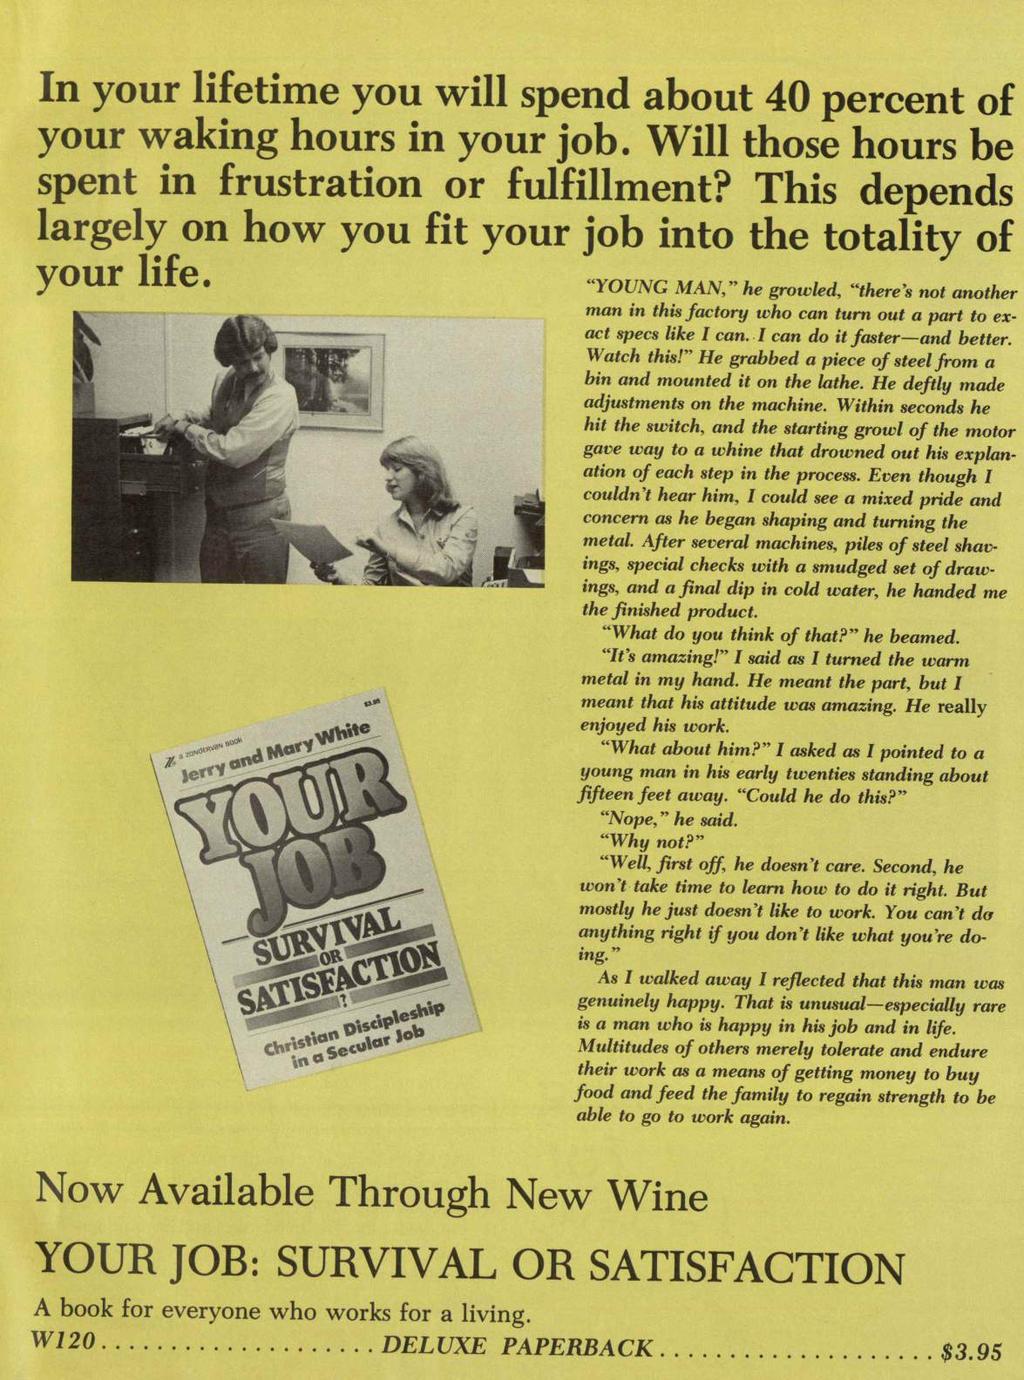 In your lifetime you will spend about 40 percent of
your waking hours in your job. Will those hours be
spent in frustration or fulfillment? This depends
largely on how you fit your job into the totality of
your life.
“YOUNG MAN,” he growled, “there’s not another
man in this factory who can turn out a part to ex-
act specs like I can. I can do it faster—and better.
Watch this!” He grabbed a piece of steel from a
bin and mounted it on the lathe. He deftly made
adjustments on the machine. Within seconds he
hit the switch, and the starting growl of the motor
gave way to a whine that drowned out his explan-
ation of each step in the process. Even though I
couldn’t hear him, I could see a mixed pride and
concern as he began shaping and turning the
metal. After several machines, piles of steel shav-
ings, special checks with a smudged set of draw-
ings, and a final dip in cold water, he handed me
the finished product.
“What do you think of that?” he beamed.
“It’s amazing!” I said as I turned the warm
metal in my hand. He meant the part, but I
meant that his attitude was amazing. He really
enjoyed his work.
“What about him?” I asked as I pointed to a
young man in his early twenties standing about
fifteen feet away. “Could he do this?”
“Nope,” he said.
“Why not?”
“Well, first off, he doesn’t care. Second, he
won’t take time to learn how to do it right. But
mostly he just doesn’t like to work. You can’t do
anything right if you don’t like what you’re do-
ing.”
As I walked away I reflected that this man was
genuinely happy. That is unusual—especially rare
is a man who is happy in his job and in life.
Multitudes of others merely tolerate and endure
their work as a means of getting money to buy
food and feed the family to regain strength to be
able to go to work again.
$3.95
a ZONDERVAN BOOK
Jerry and Mary White
YOUR
JOB
SURVIVAL
OR
SATISFACTION
?
Christian Discipleship
in a Secular Job
Now Available Through New Wine
YOUR JOB: SURVIVAL OR SATISFACTION
A book for everyone who works for a living.
W120.....................DELUXE PAPERBACK.....................$3.95